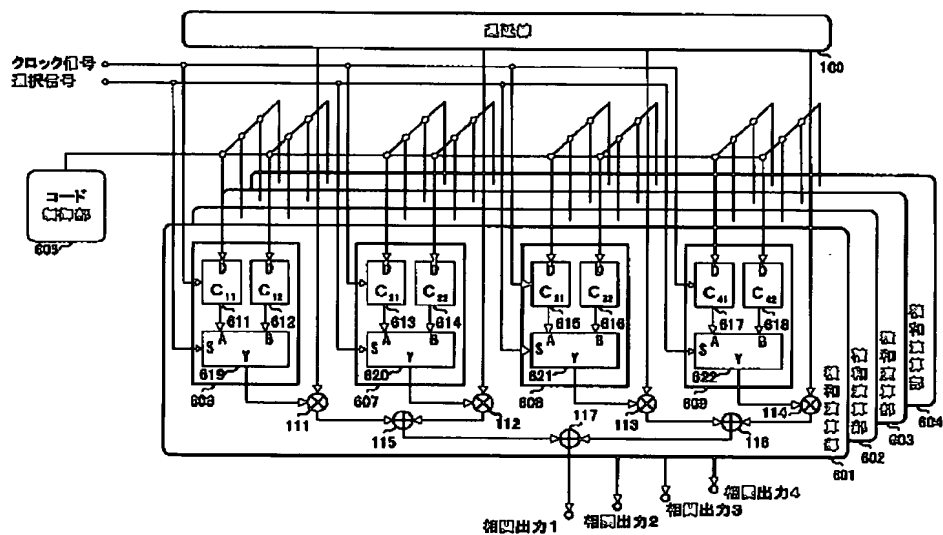 クロック信号
選択信号
100
コード
605
D
D
D
D
D
D
D
D
C11
C12
C21
C22
C31
C32
C41
C42
611
612
613
614
615
616
617
618
S
A
B
Y
S
A
B
Y
S
A
B
Y
S
A
B
Y
619
620
621
622
606
607
608
609
111
112
113
114
115
116
117
601
602
603
604
相関出力1
相関出力2
相関出力3
相関出力4